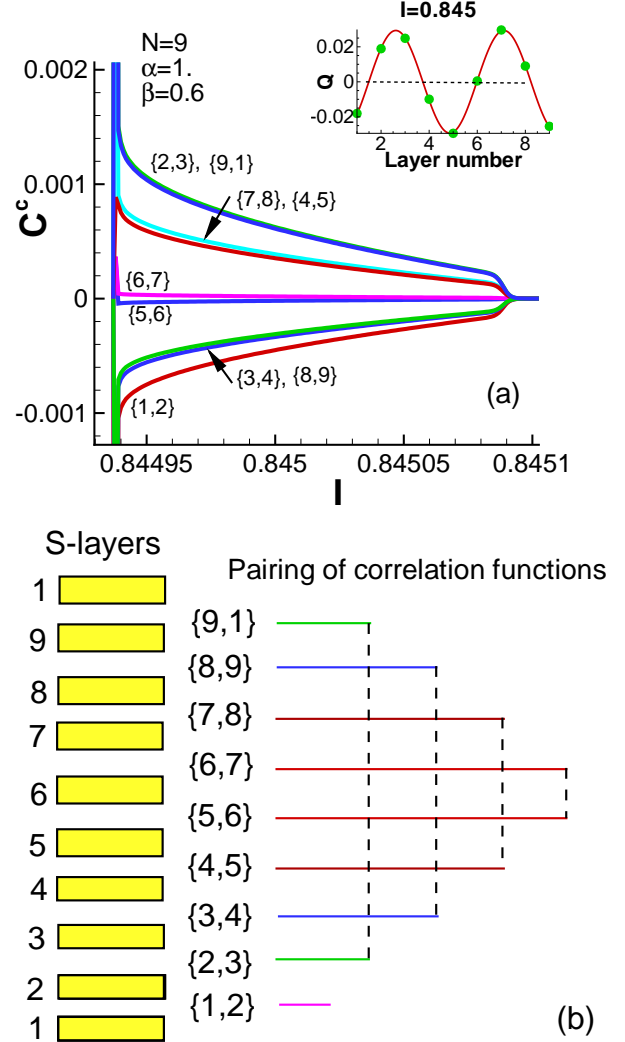 I=0.845
N=9
α=1.
β=0.6
0.002
0.001
0
-0.001
C^c
0.02
0
-0.02
Q
2 4 6 8
Layer number
{2,3}, {9,1}
{7,8}, {4,5}
{6,7}
{5,6}
{3,4}, {8,9}
{1,2}
(a)
0.84495 0.845 0.84505 0.8451
I
S-layers
Pairing of correlation functions
1
{9,1}
9
{8,9}
8
{7,8}
7
{6,7}
6
{5,6}
5
{4,5}
4
{3,4}
3
{2,3}
2
{1,2}
1
(b)